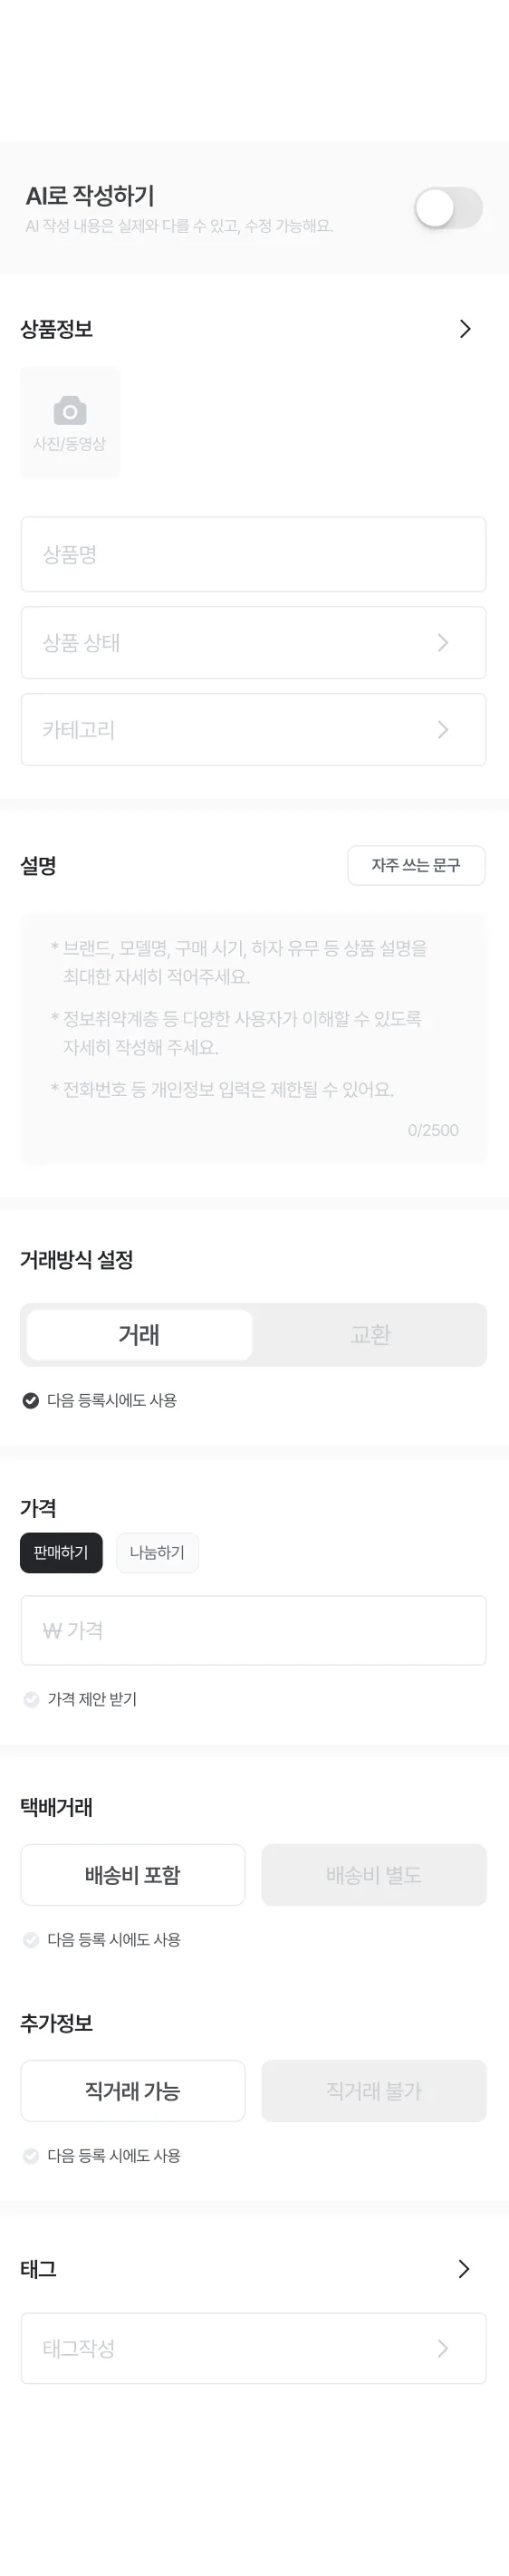 AI로 작성하기
AI 작성 내용은 실제와 다를 수 있고, 수정 가능해요.
상품정보
사진/동영상
상품명
상품 상태
카테고리
설명
자주 쓰는 문구
* 브랜드, 모델명, 구매 시기, 하자 유무 등 상품 설명을
최대한 자세히 적어주세요.
* 정보취약계층 등 다양한 사용자가 이해할 수 있도록
자세히 작성해 주세요.
* 전화번호 등 개인정보 입력은 제한될 수 있어요.
0/2500
거래방식 설정
거래 교환
다음 등록시에도 사용
가격
판매하기 나눔하기
₩ 가격
가격 제안 받기
택배거래
배송비 포함 배송비 별도
다음 등록 시에도 사용
추가정보
직거래 가능 직거래 불가
다음 등록 시에도 사용
태그
태그작성